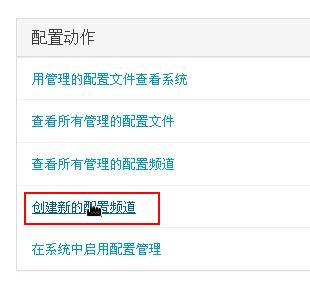 配置动作
用管理的配置文件查看系统
查看所有管理的配置文件
查看所有管理的配置频道
创建新的配置频道
在系统中启用配置管理